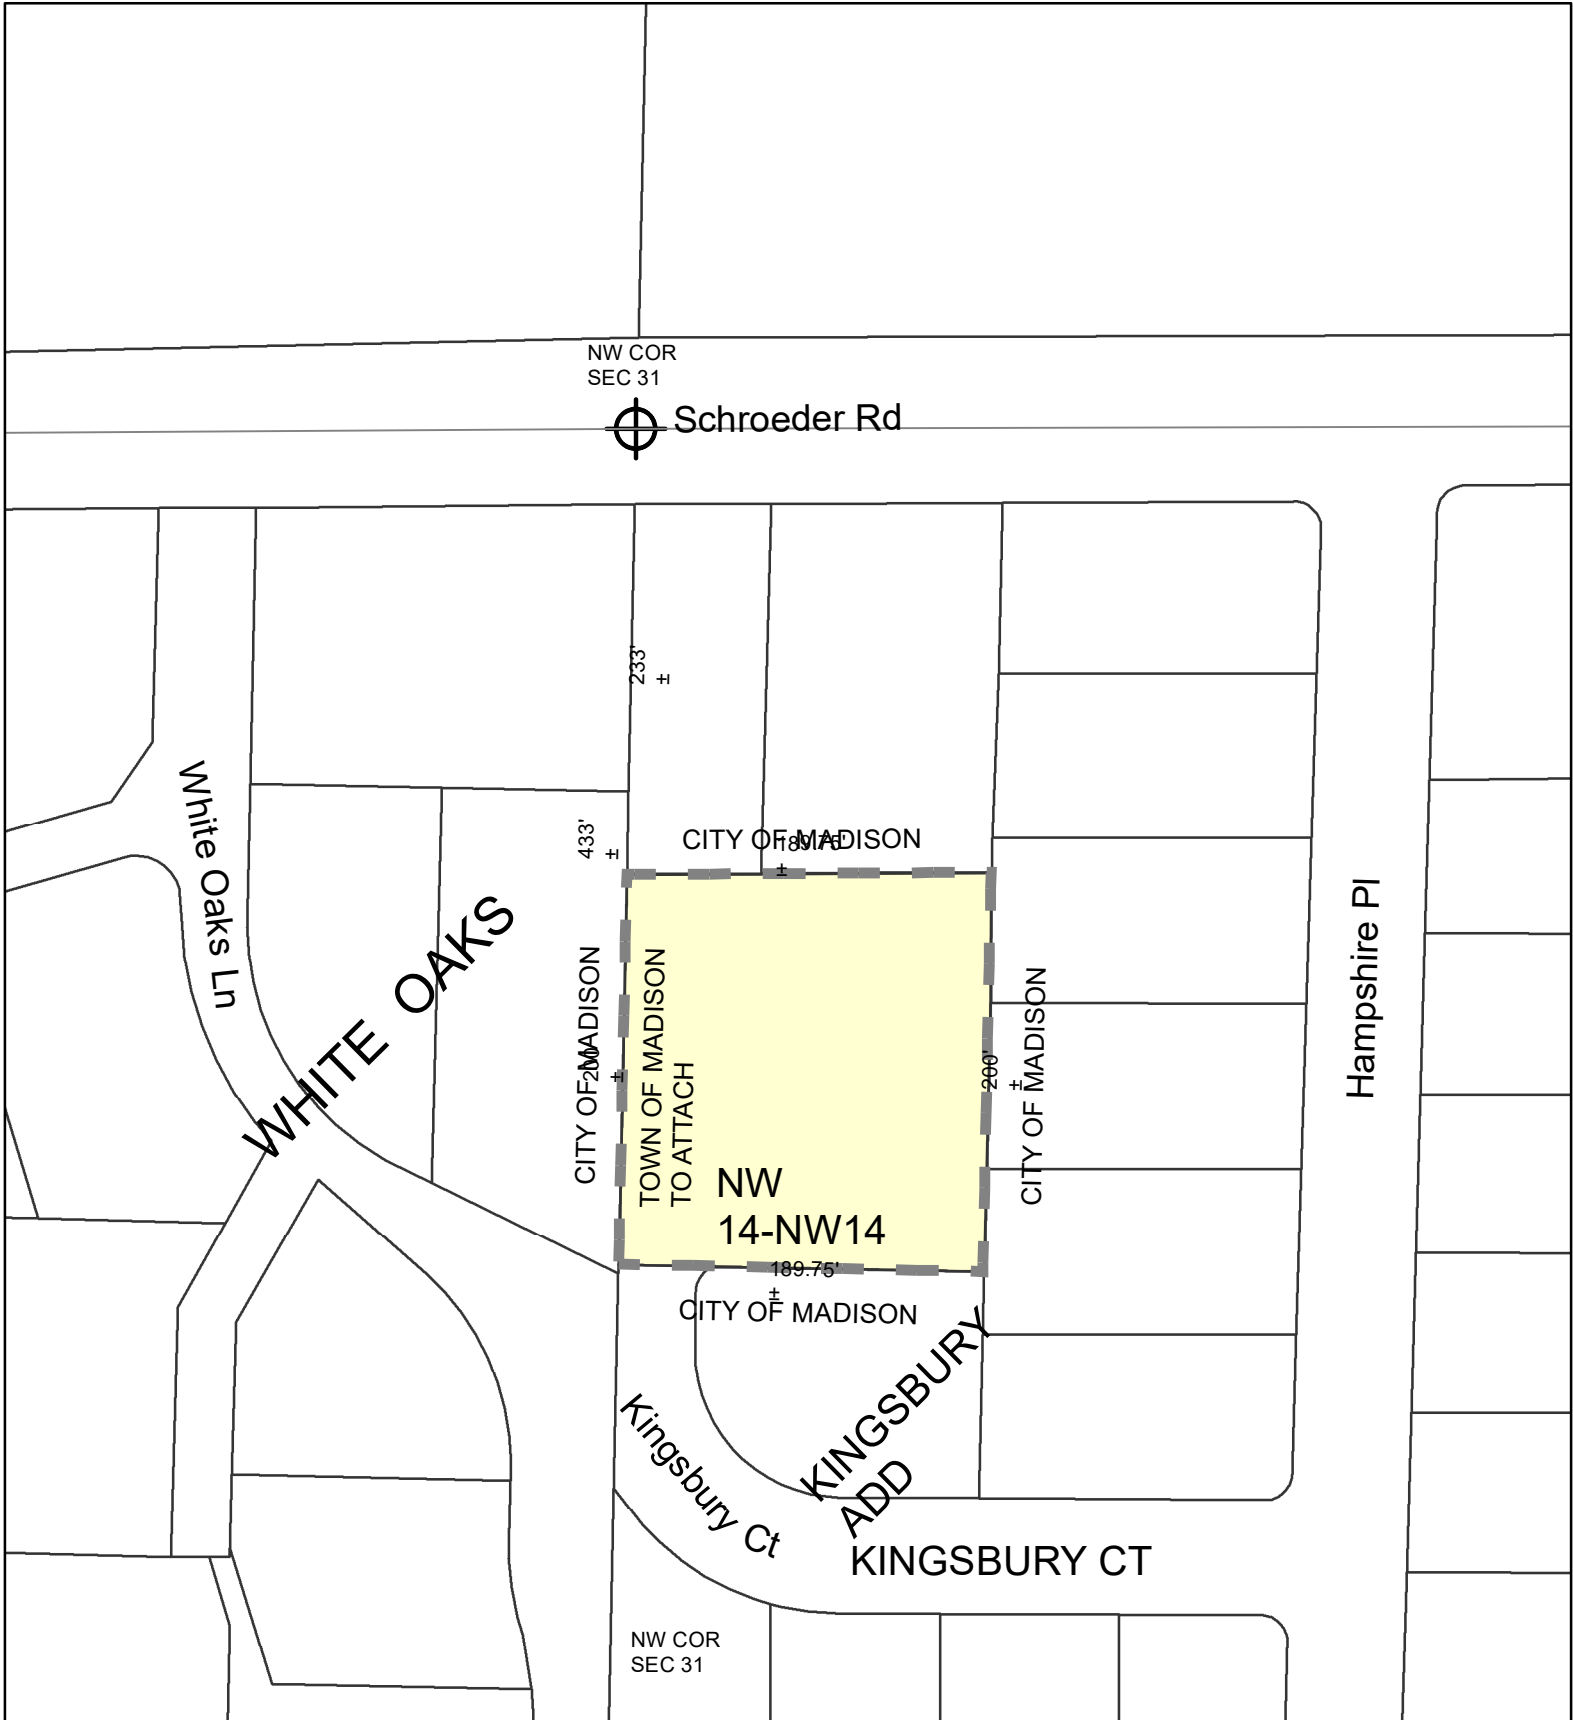 NW COR
SEC 31
Schroeder Rd
233'
±
433'
±
CITY OF MADISON
189.75'
±
White Oaks Ln
WHITE OAKS
CITY OF MADISON
200'
±
TOWN OF MADISON
TO ATTACH
200'
±
CITY OF MADISON
Hampshire Pl
NW
14-NW14
189.75'
±
CITY OF MADISON
KINGSBURY
ADD
Kingsbury Ct
KINGSBURY CT
NW COR
SEC 31